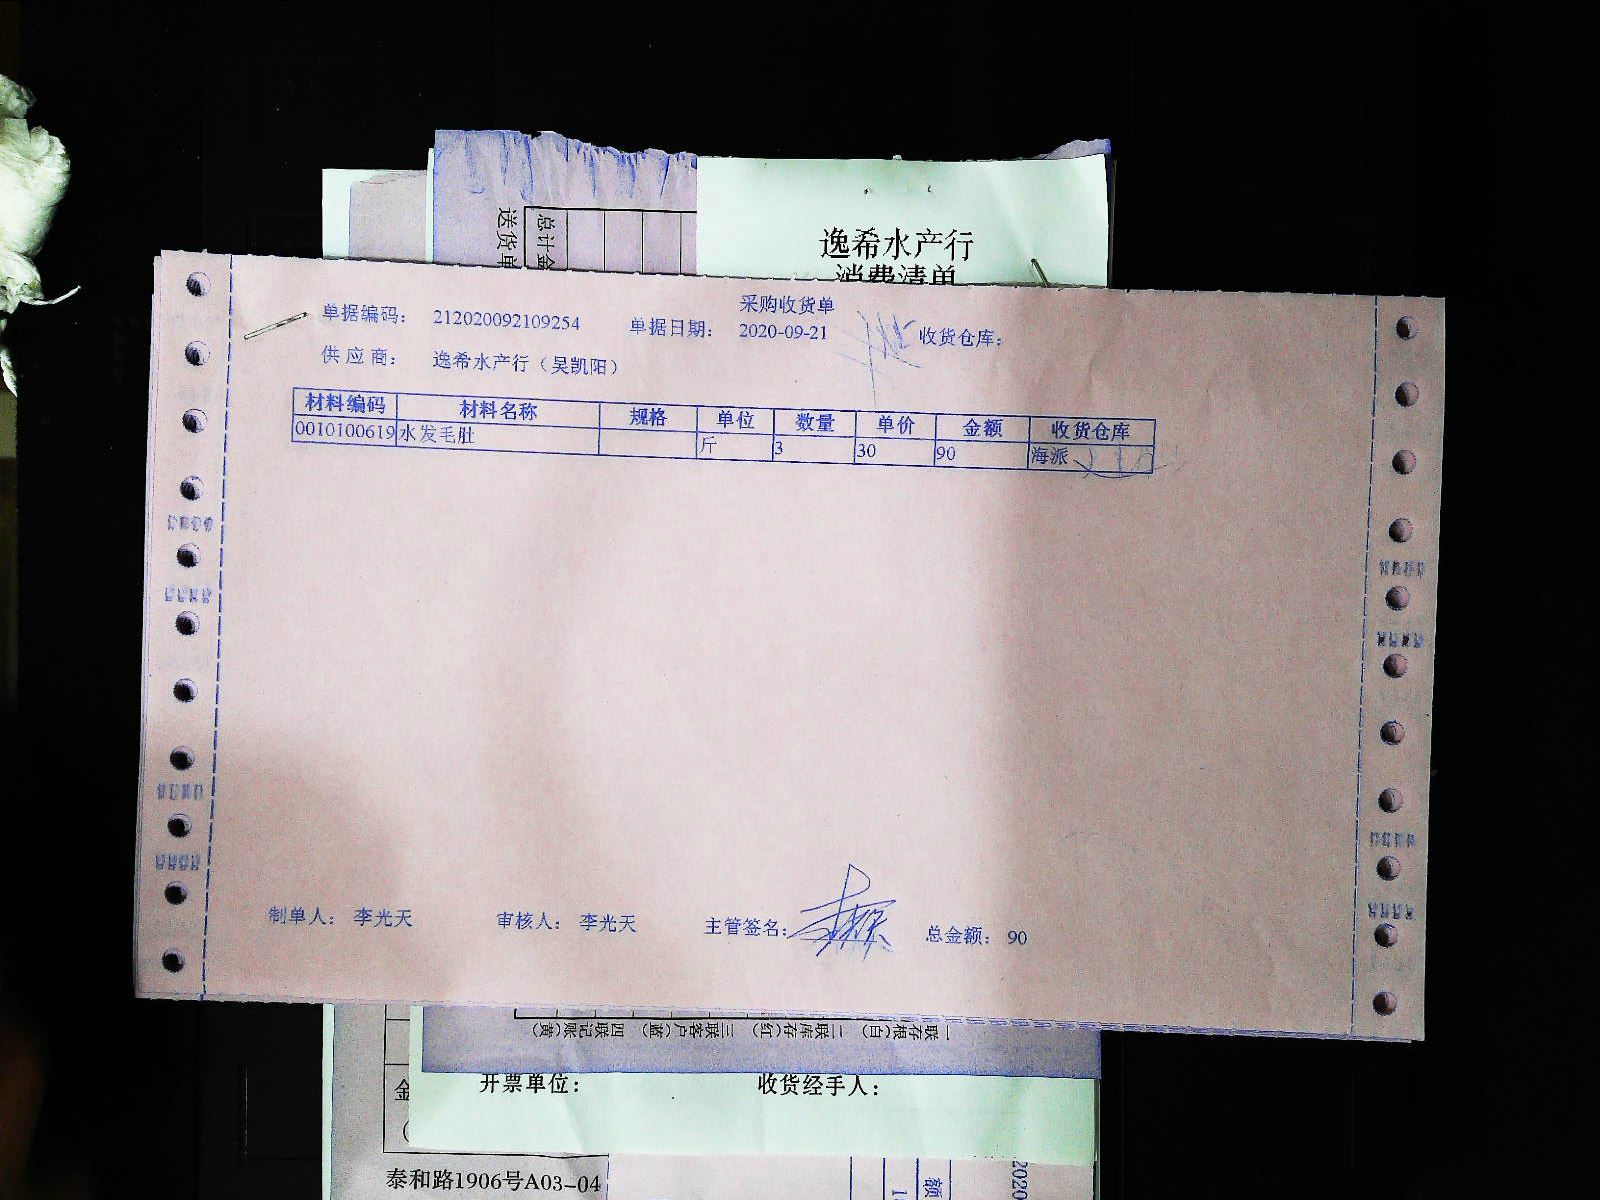 送货单
总计金
逸希水产行
消费清单
采购收货单
单据编码： 212020092109254 单据日期： 2020-09-21 收货仓库：
供应商： 逸希水产行（吴凯阳）
材料编码 材料名称 规格 单位 数量 单价 金额 收货仓库
0010100619 水发毛肚 斤 3 30 90 海派
制单人： 李光天 审核人： 李光天 主管签名： 总金额： 90
一联存根(白) 二联库存(红) 三联客户(蓝) 四联记账(黄)
开票单位： 收货经手人：
金
泰和路1906号A03-04
额
2020